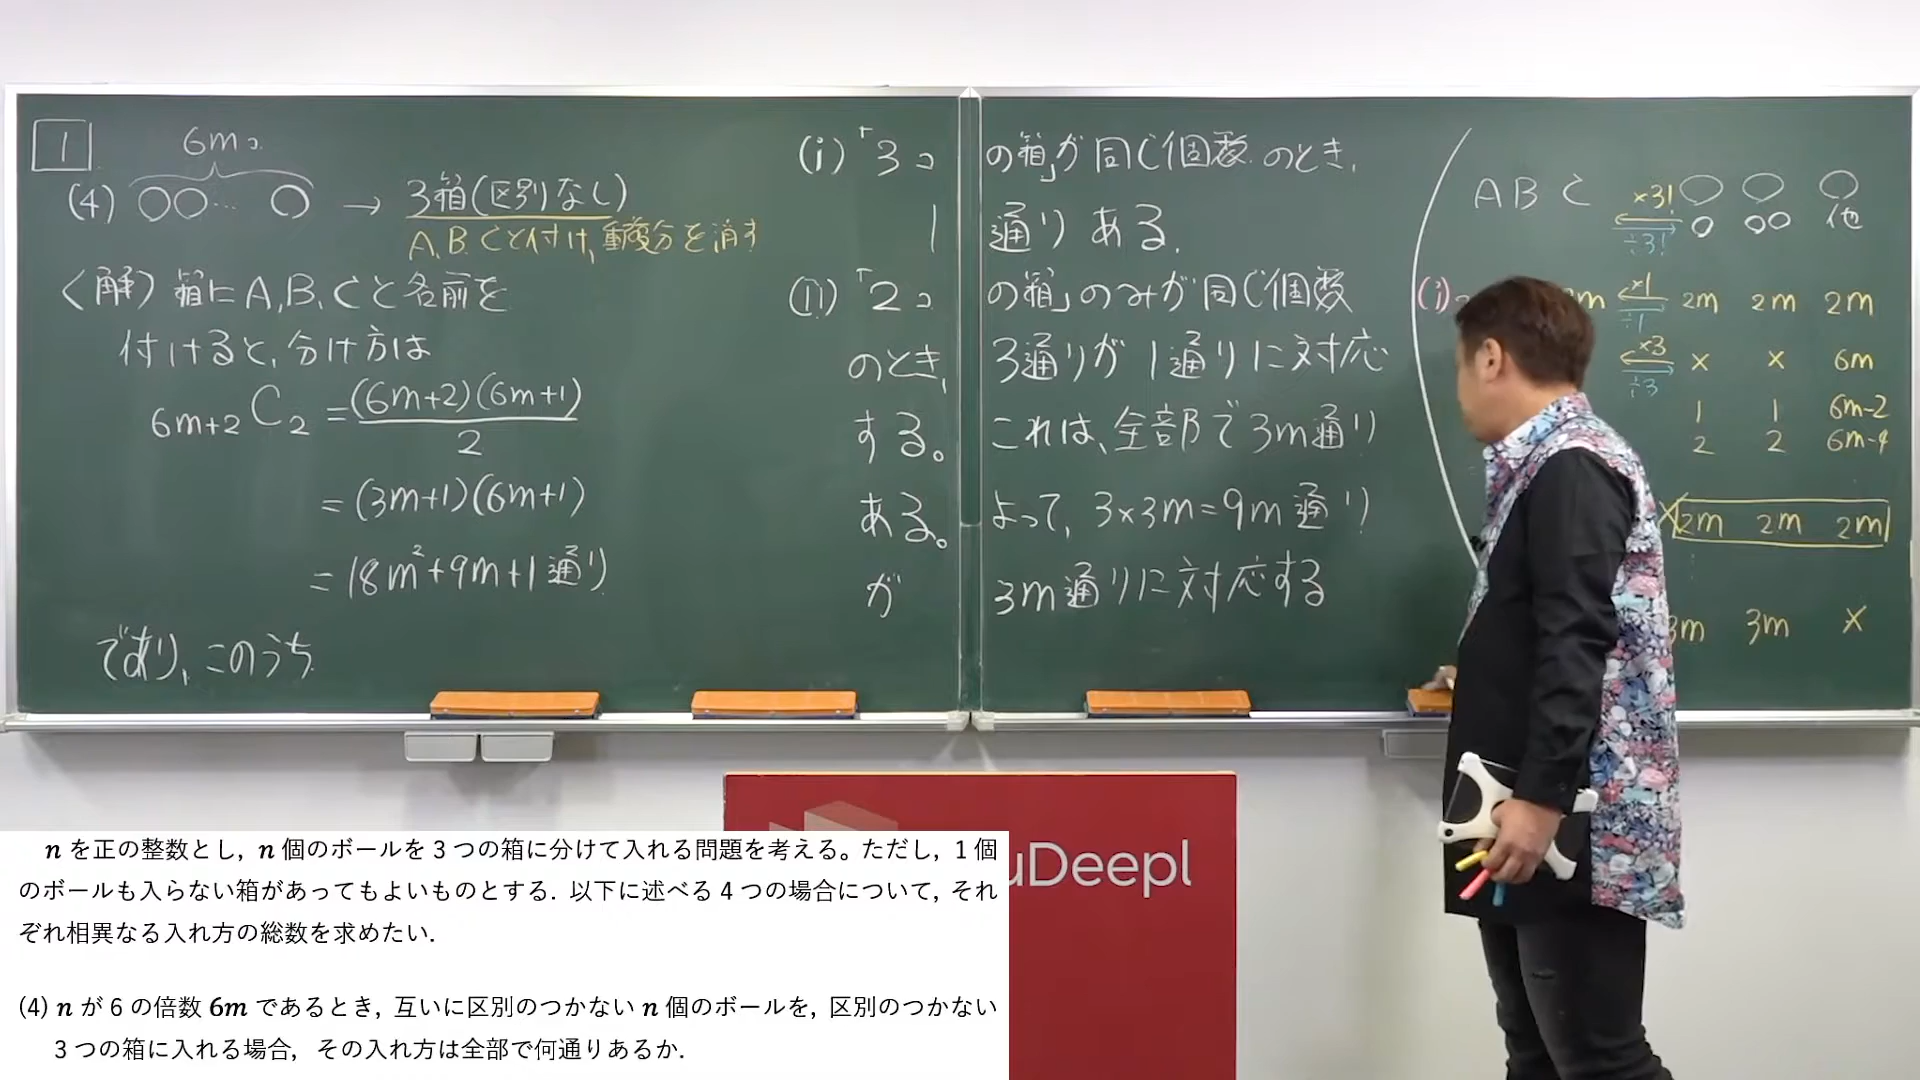 1
6mコ
(4) ○○… ○ → 3箱(区別なし)
A,B,Cと付け,重複分を消す
<解> 箱にA,B,Cと名前を
付けると,分け方は
6m+2 C 2 = (6m+2)(6m+1) / 2
= (3m+1)(6m+1)
= 18m²+9m+1 通り
であり,このうち
(i)「3コの箱」が同じ個数のとき,
1通りある.
(ii)「2コの箱」のみが同じ個数
のとき, 3通りが1通りに対応
する。これは,全部で3m通り
ある。よって, 3×3m=9m通り
が 3m通りに対応する
A B C ×3! ○ ○ ○
÷3! ○ ○○ 他
(i) m ×1 2m 2m 2m
÷1
×3 × × 6m
÷3
1 1 6m-2
2 2 6m-4
× 2m 2m 2m
3m 3m ×
uDeepl
nを正の整数とし,n個のボールを3つの箱に分けて入れる問題を考える。ただし,1個
のボールも入らない箱があってもよいものとする.以下に述べる4つの場合について,それ
ぞれ相異なる入れ方の総数を求めたい.
(4) nが6の倍数6mであるとき,互いに区別のつかないn個のボールを,区別のつかない
3つの箱に入れる場合,その入れ方は全部で何通りあるか.